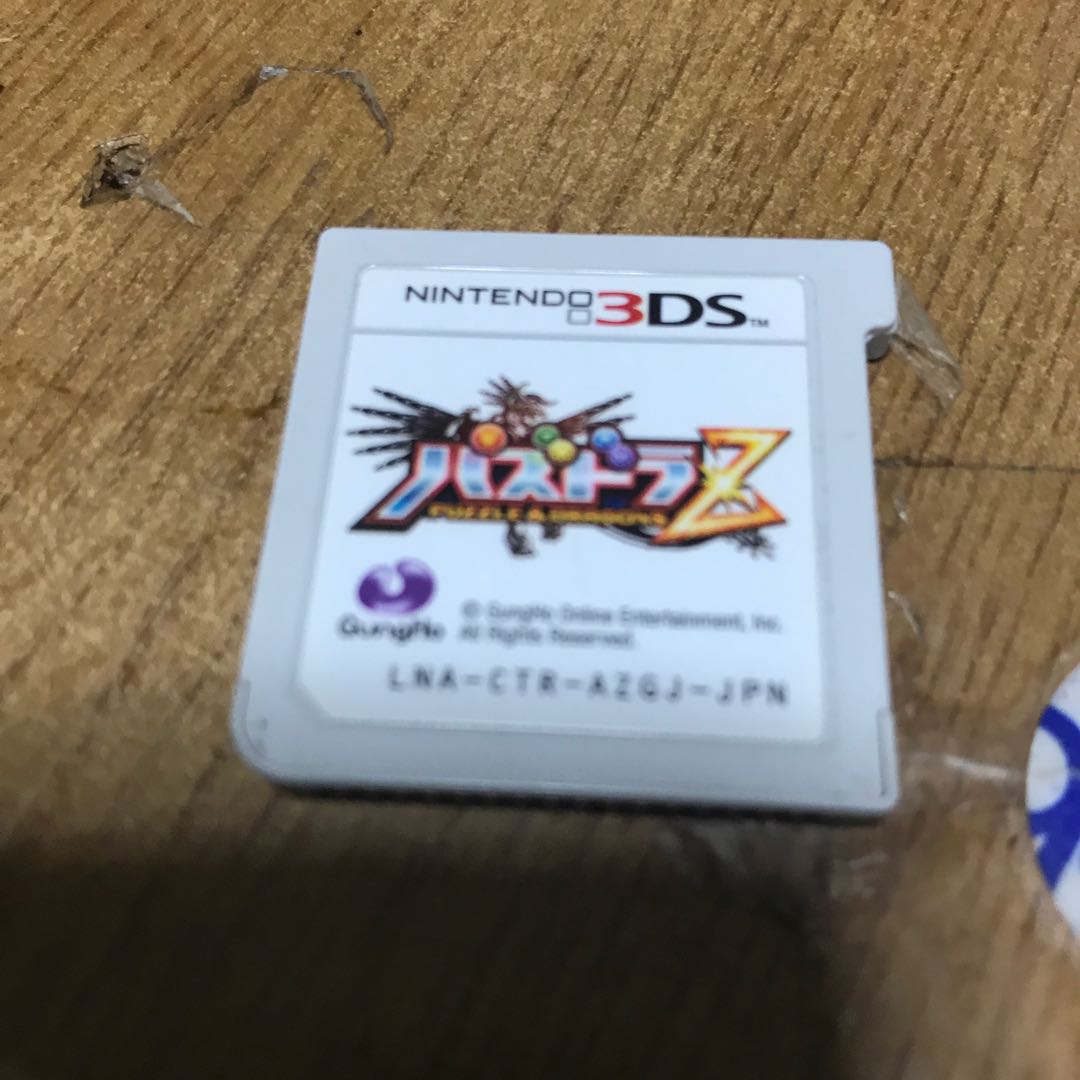 NINTENDO 3DS™
パズドラZ
PUZZLE & DRAGONS
GungHo
© GungHo Online Entertainment, Inc.
All Rights Reserved.
LNA-CTR-AZGJ-JPN